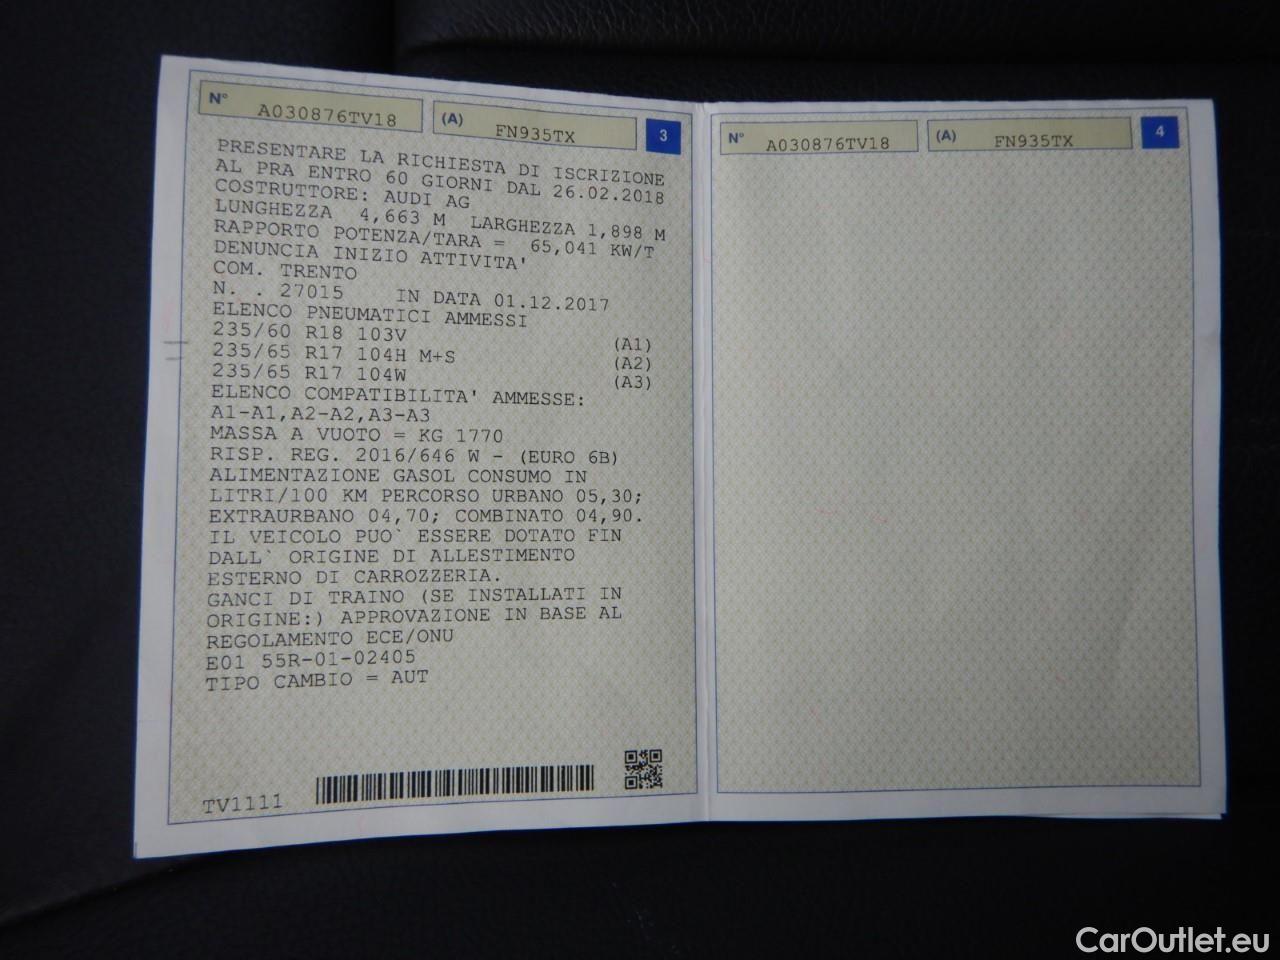 N° A030876TV18 (A) FN935TX 3
PRESENTARE LA RICHIESTA DI ISCRIZIONE
AL PRA ENTRO 60 GIORNI DAL 26.02.2018
COSTRUTTORE: AUDI AG
LUNGHEZZA 4,663 M LARGHEZZA 1,898 M
RAPPORTO POTENZA/TARA = 65,041 KW/T
DENUNCIA INIZIO ATTIVITA'
COM. TRENTO
N. . 27015 IN DATA 01.12.2017
ELENCO PNEUMATICI AMMESSI
235/60 R18 103V (A1)
235/65 R17 104H M+S (A2)
235/65 R17 104W (A3)
ELENCO COMPATIBILITA' AMMESSE:
A1-A1,A2-A2,A3-A3
MASSA A VUOTO = KG 1770
RISP. REG. 2016/646 W - (EURO 6B)
ALIMENTAZIONE GASOL CONSUMO IN
LITRI/100 KM PERCORSO URBANO 05,30;
EXTRAURBANO 04,70; COMBINATO 04,90.
IL VEICOLO PUO` ESSERE DOTATO FIN
DALL` ORIGINE DI ALLESTIMENTO
ESTERNO DI CARROZZERIA.
GANCI DI TRAINO (SE INSTALLATI IN
ORIGINE:) APPROVAZIONE IN BASE AL
REGOLAMENTO ECE/ONU
E01 55R-01-02405
TIPO CAMBIO = AUT
TV1111
N° A030876TV18 (A) FN935TX 4
CarOutlet.eu